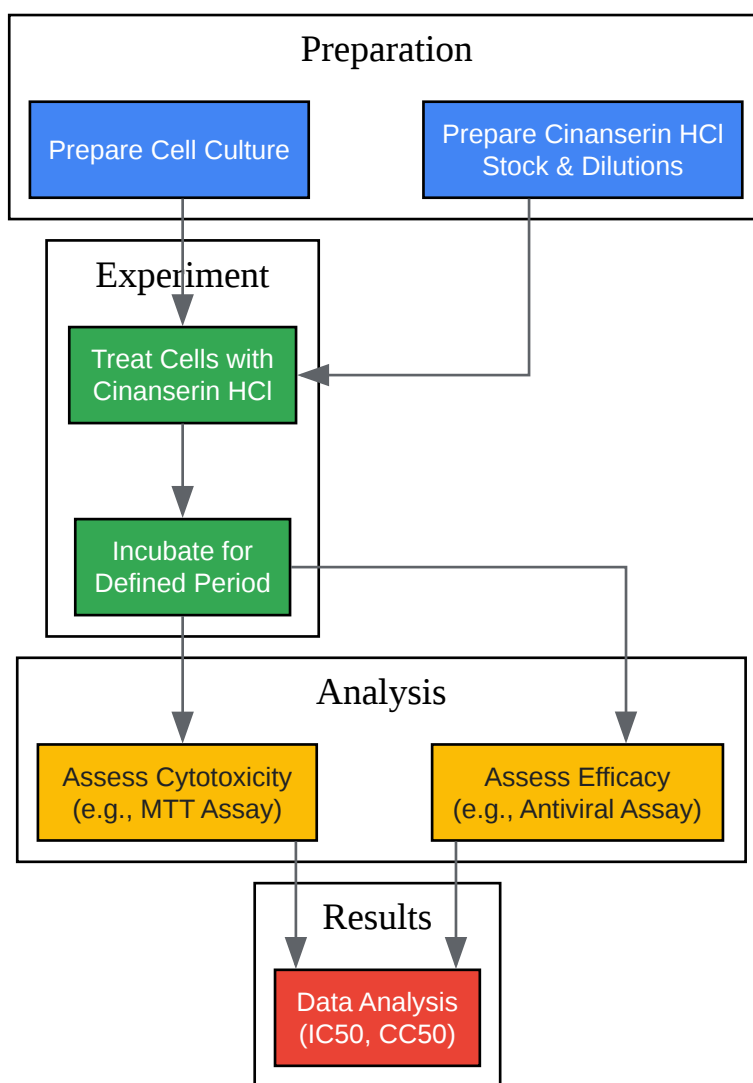 Preparation
Prepare Cell Culture
Prepare Cinanserin HCl
Stock & Dilutions
Experiment
Treat Cells with
Cinanserin HCl
Incubate for
Defined Period
Analysis
Assess Cytotoxicity
(e.g., MTT Assay)
Assess Efficacy
(e.g., Antiviral Assay)
Results
Data Analysis
(IC50, CC50)